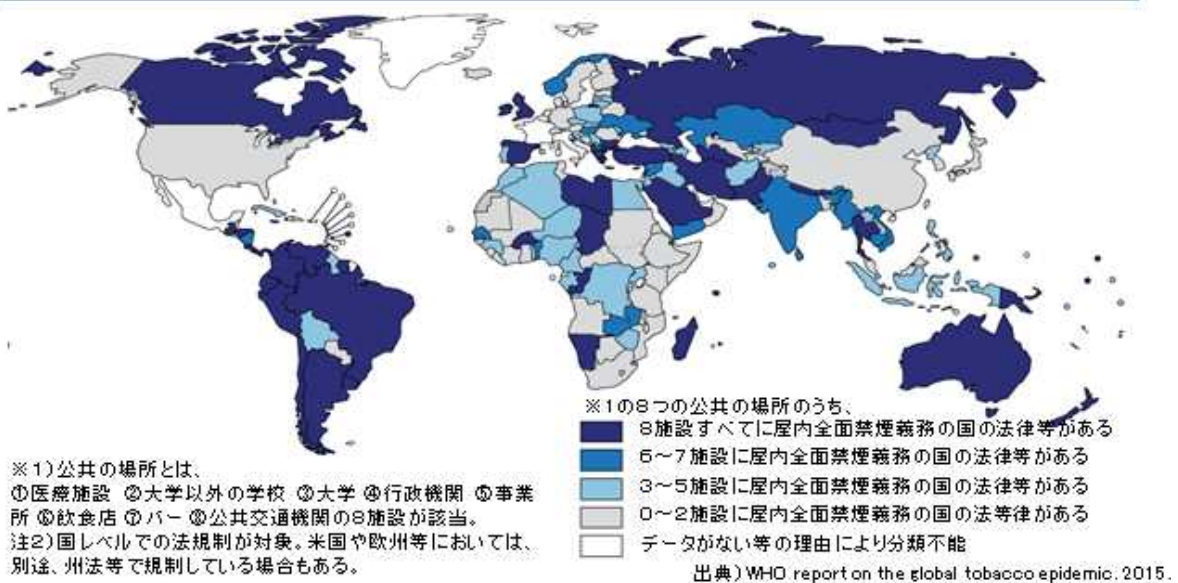 ※1の8つの公共の場所のうち、
8施設すべてに屋内全面禁煙義務の国の法律等がある
6～7施設に屋内全面禁煙義務の国の法律等がある
3～5施設に屋内全面禁煙義務の国の法律等がある
0～2施設に屋内全面禁煙義務の国の法等律がある
データがない等の理由により分類不能
※1）公共の場所とは、
①医療施設 ②大学以外の学校 ③大学 ④行政機関 ⑤事業
所 ⑥飲食店 ⑦バー ⑧公共交通機関の8施設が該当。
注2）国レベルでの法規制が対象。米国や欧州等においては、
別途、州法等で規制している場合もある。
出典）WHO report on the global tobacco epidemic. 2015.